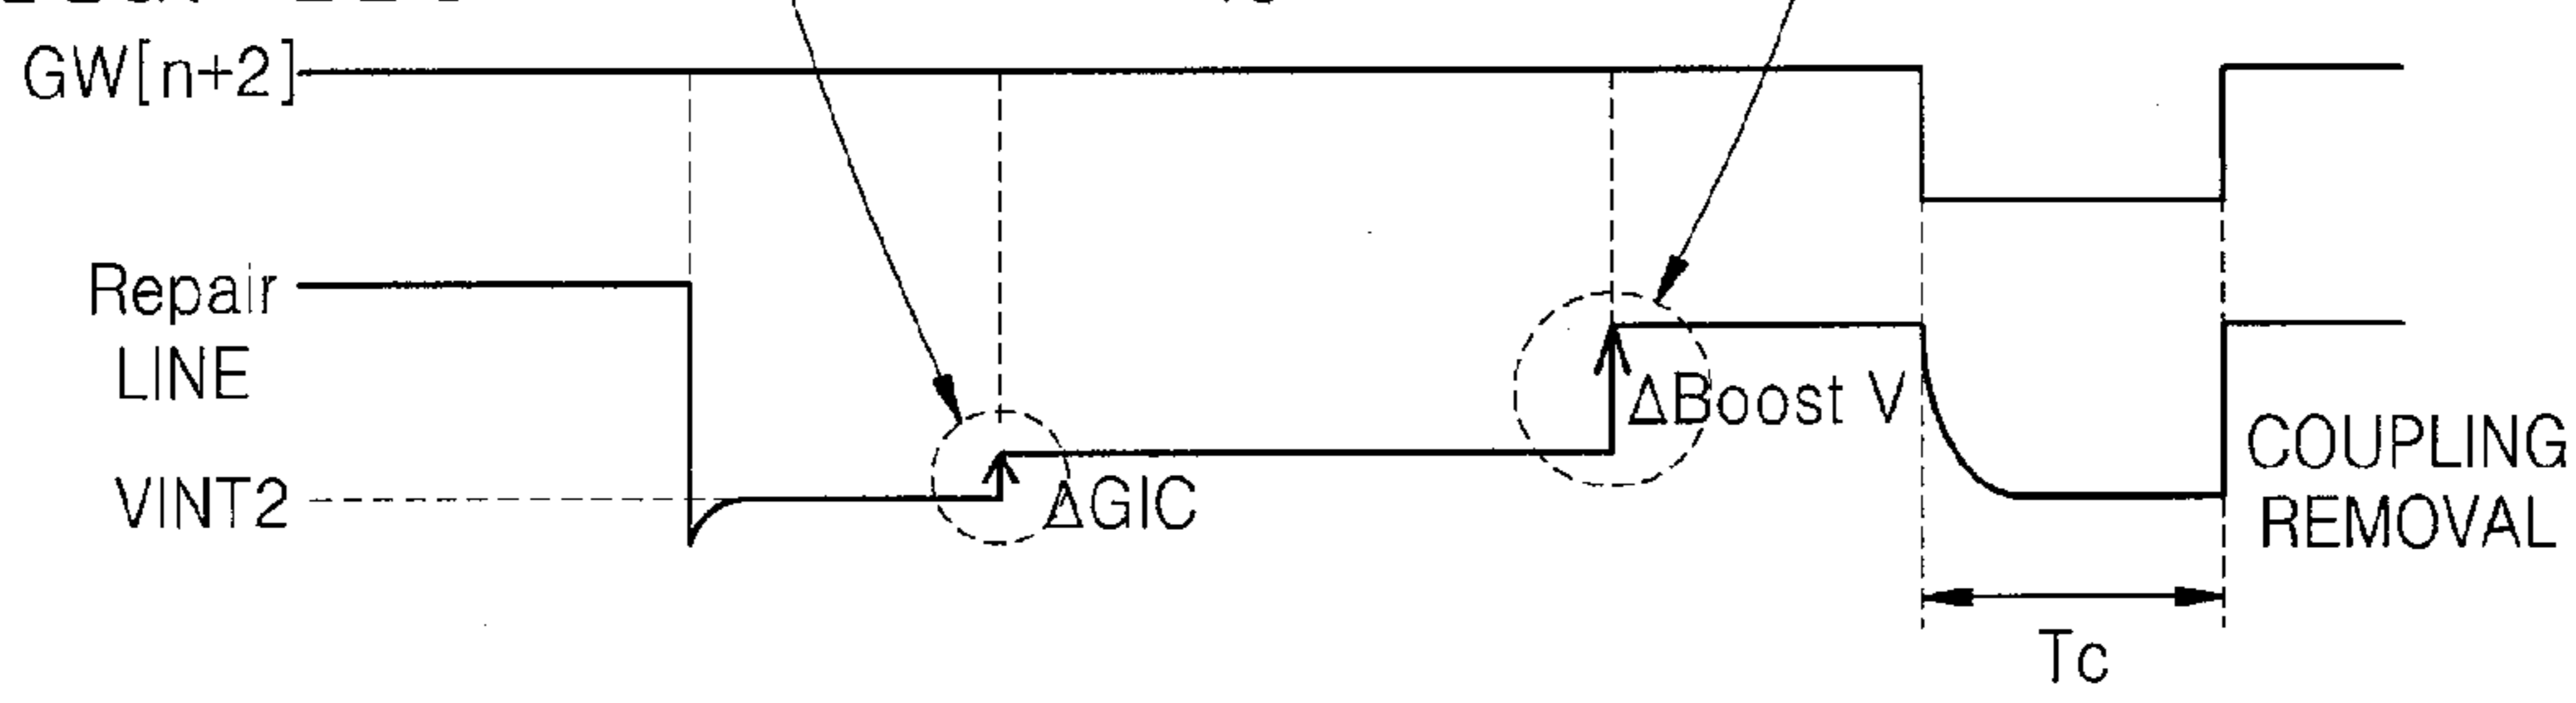 GW[n+2]
Repair
LINE
ΔBoost V
VINT2
ΔGIC
COUPLING
REMOVAL
Tc